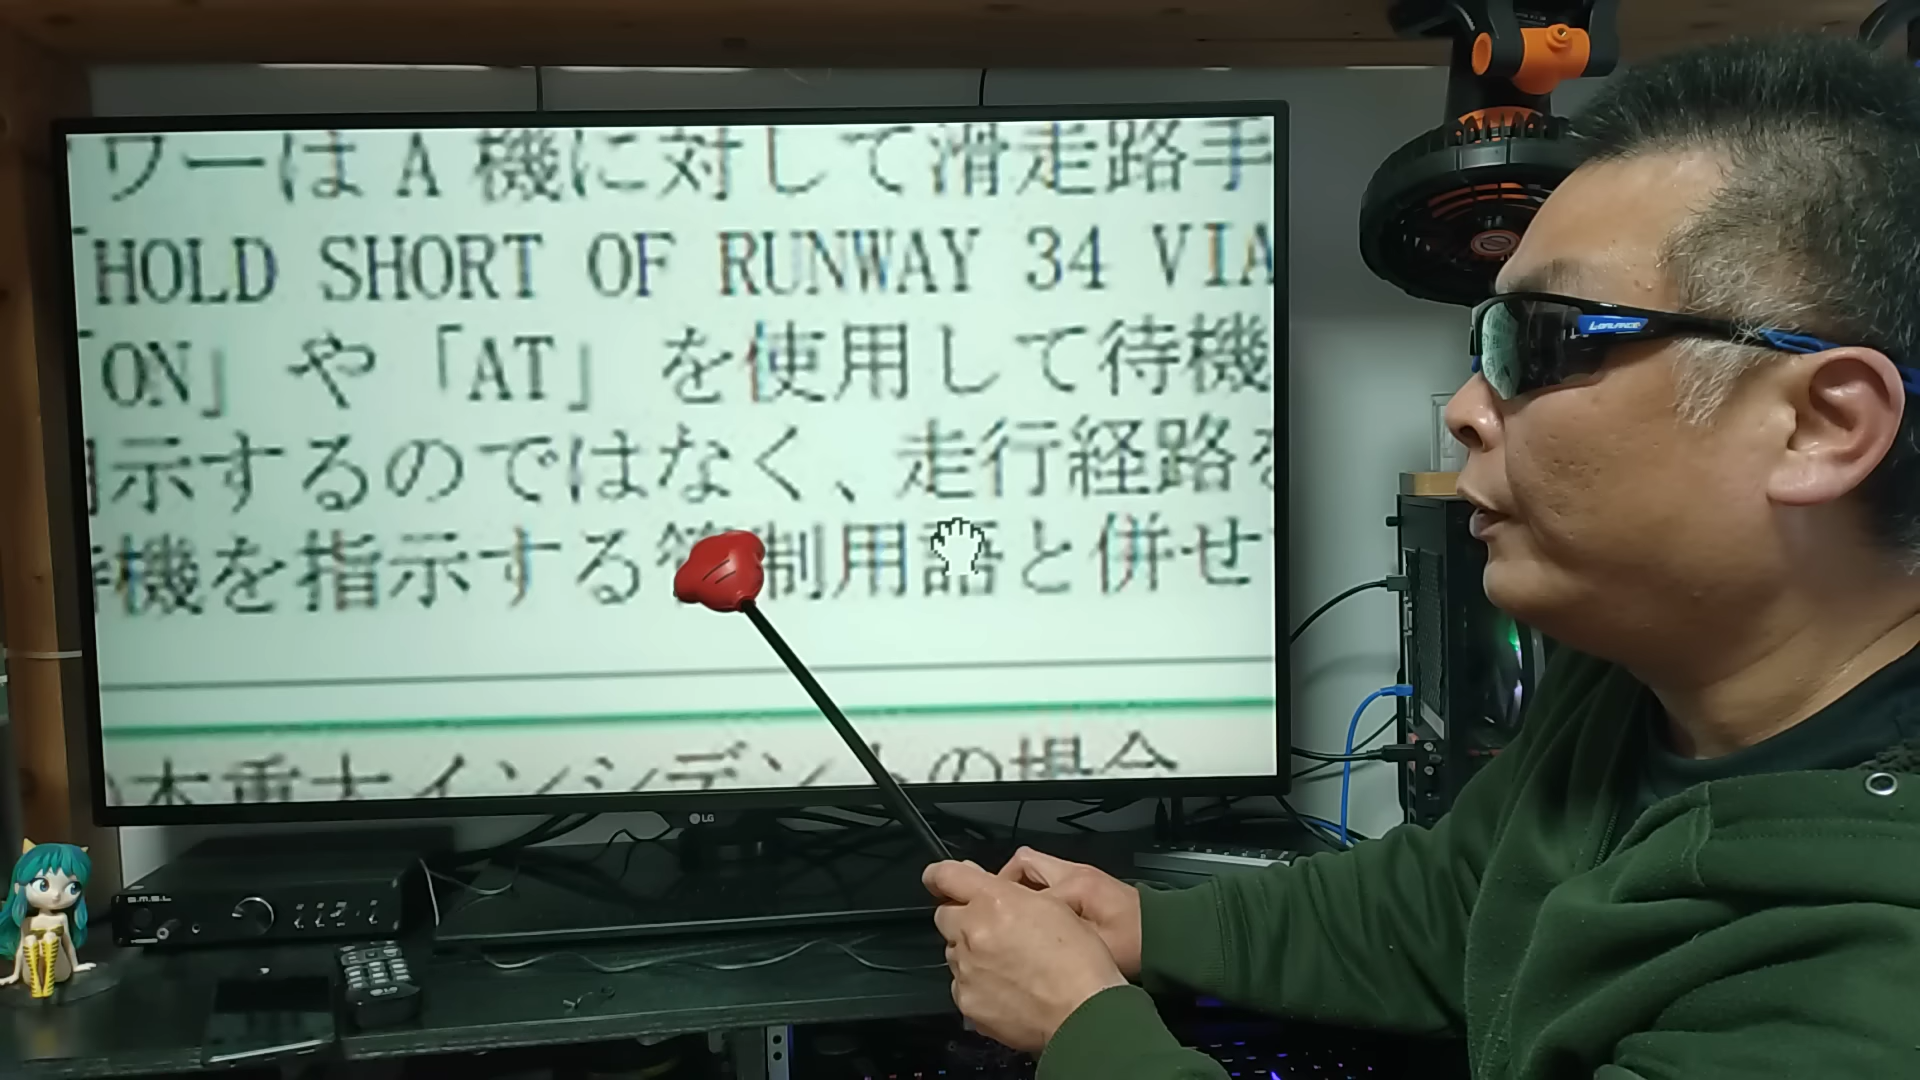 ワーは A 機に対して滑走路手
「HOLD SHORT OF RUNWAY 34 VIA
「ON」や「AT」を使用して待機
示するのではなく、走行経路
機を指示する管制用語と併せ
本重大インシデントの場合
LG
S.M.S.L
LG